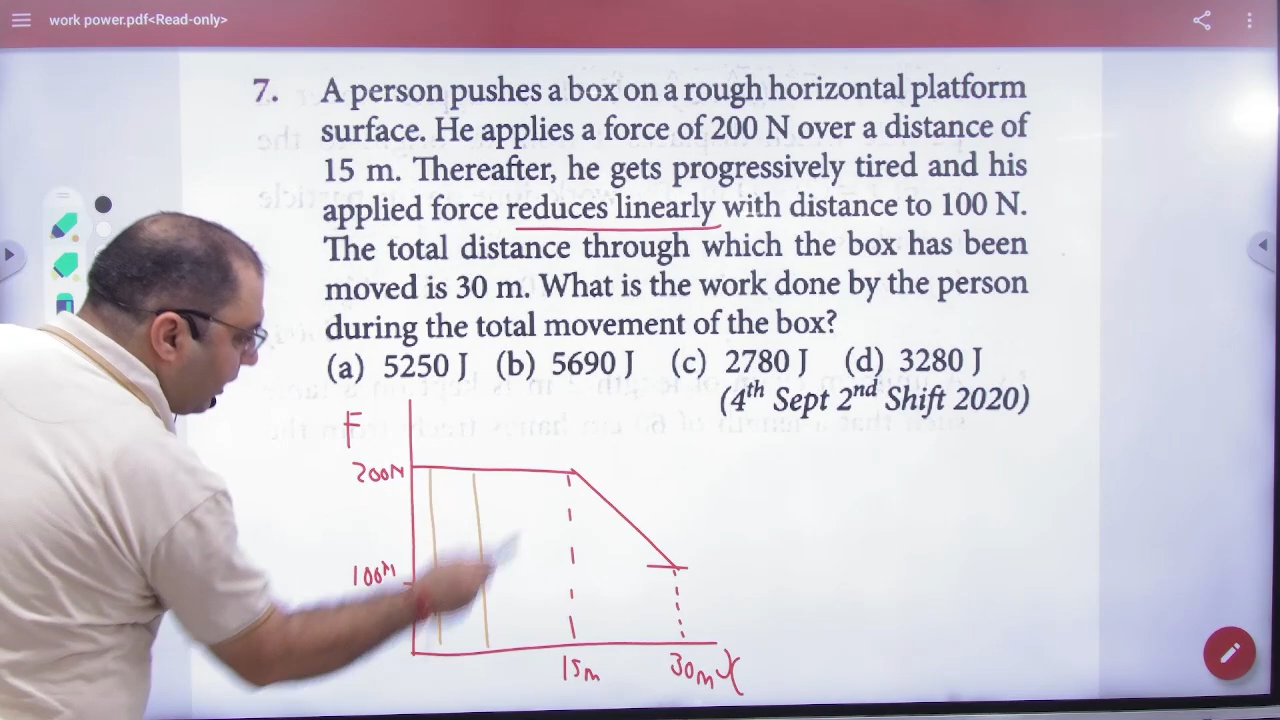 work power.pdf<Read-only>
7. A person pushes a box on a rough horizontal platform
surface. He applies a force of 200 N over a distance of
15 m. Thereafter, he gets progressively tired and his
applied force reduces linearly with distance to 100 N.
The total distance through which the box has been
moved is 30 m. What is the work done by the person
during the total movement of the box?
(a) 5250 J (b) 5690 J (c) 2780 J (d) 3280 J
(4th Sept 2nd Shift 2020)
F
200N
100N
15m 30m X